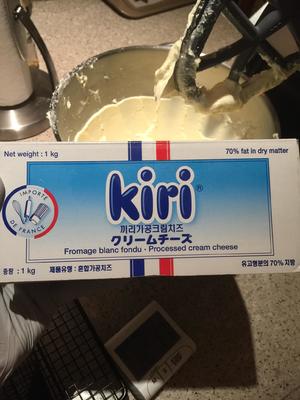 Net weight : 1 kg
70% fat in dry matter
kiri®
IMPORTÉ DE FRANCE
끼리가공크림치즈
クリームチーズ
Fromage blanc fondu - Processed cream cheese
중량 : 1 kg
제품유형 : 혼합가공치즈
유고형분의 70% 지방